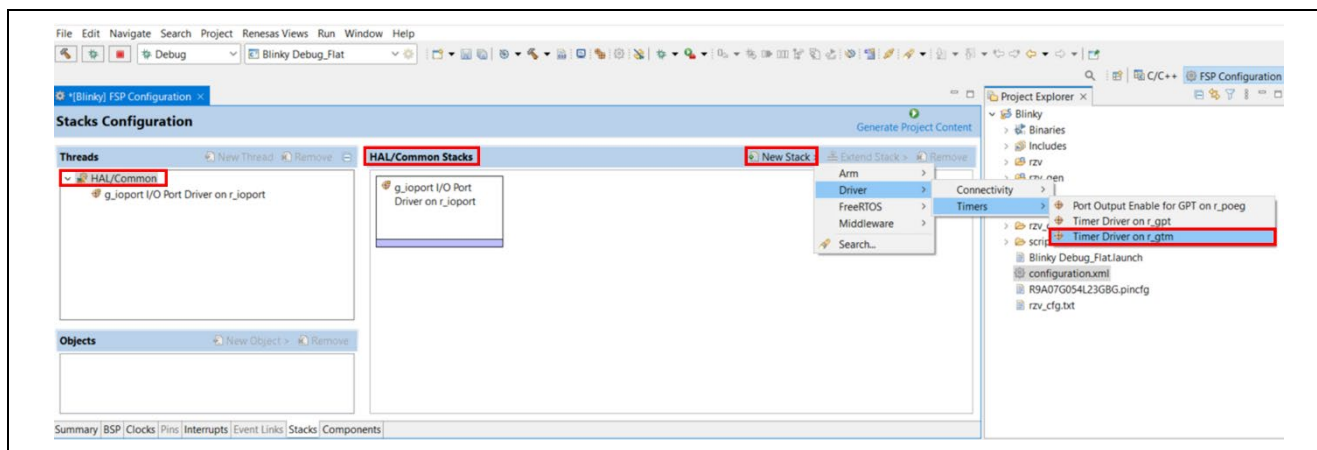 File Edit Navigate Search Project Renesas Views Run Window Help
Debug
Blinky Debug_Flat
C/C++
FSP Configuration
*[Blinky] FSP Configuration
Stacks Configuration
Generate Project Content
Threads
New Thread
Remove
HAL/Common
g_ioport I/O Port Driver on r_ioport
HAL/Common Stacks
New Stack >
Extend Stack >
Remove
g_ioport I/O Port
Driver on r_ioport
Arm
Driver
FreeRTOS
Middleware
Search...
Connectivity
Timers
Port Output Enable for GPT on r_poeg
Timer Driver on r_gpt
Timer Driver on r_gtm
Objects
New Object >
Remove
Summary BSP Clocks Pins Interrupts Event Links Stacks Components
Project Explorer
Blinky
Binaries
Includes
rzv
rzv_gen
Blinky Debug_Flat.launch
configuration.xml
R9A07G054L23GBG.pincfg
rzv_cfg.txt